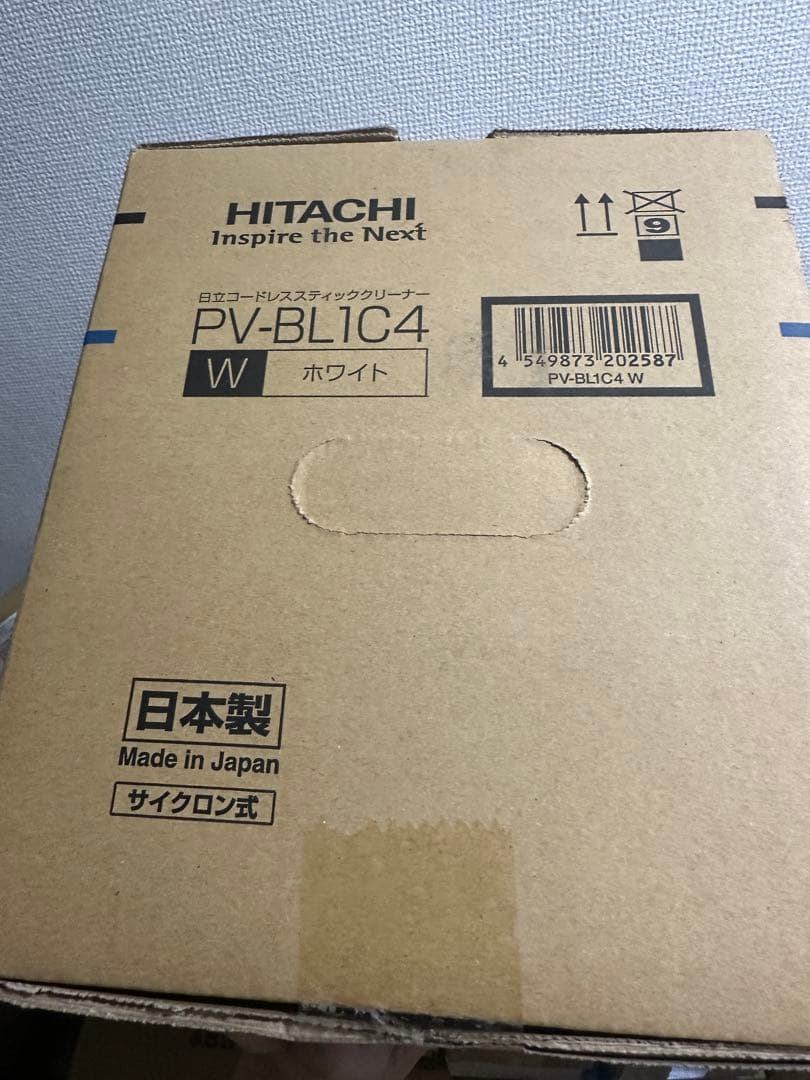 HITACHI
Inspire the Next
9
日立コードレススティッククリーナー
PV-BL1C4
W ホワイト
4 549873 202587
PV-BL1C4 W
日本製
Made in Japan
サイクロン式